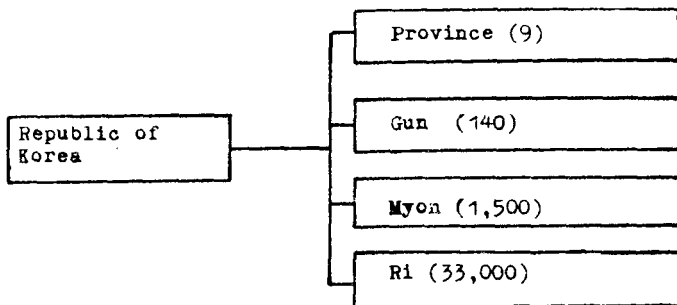 Province (9)
Gun (140)
Republic of
Korea
Myon (1,500)
Ri (33,000)